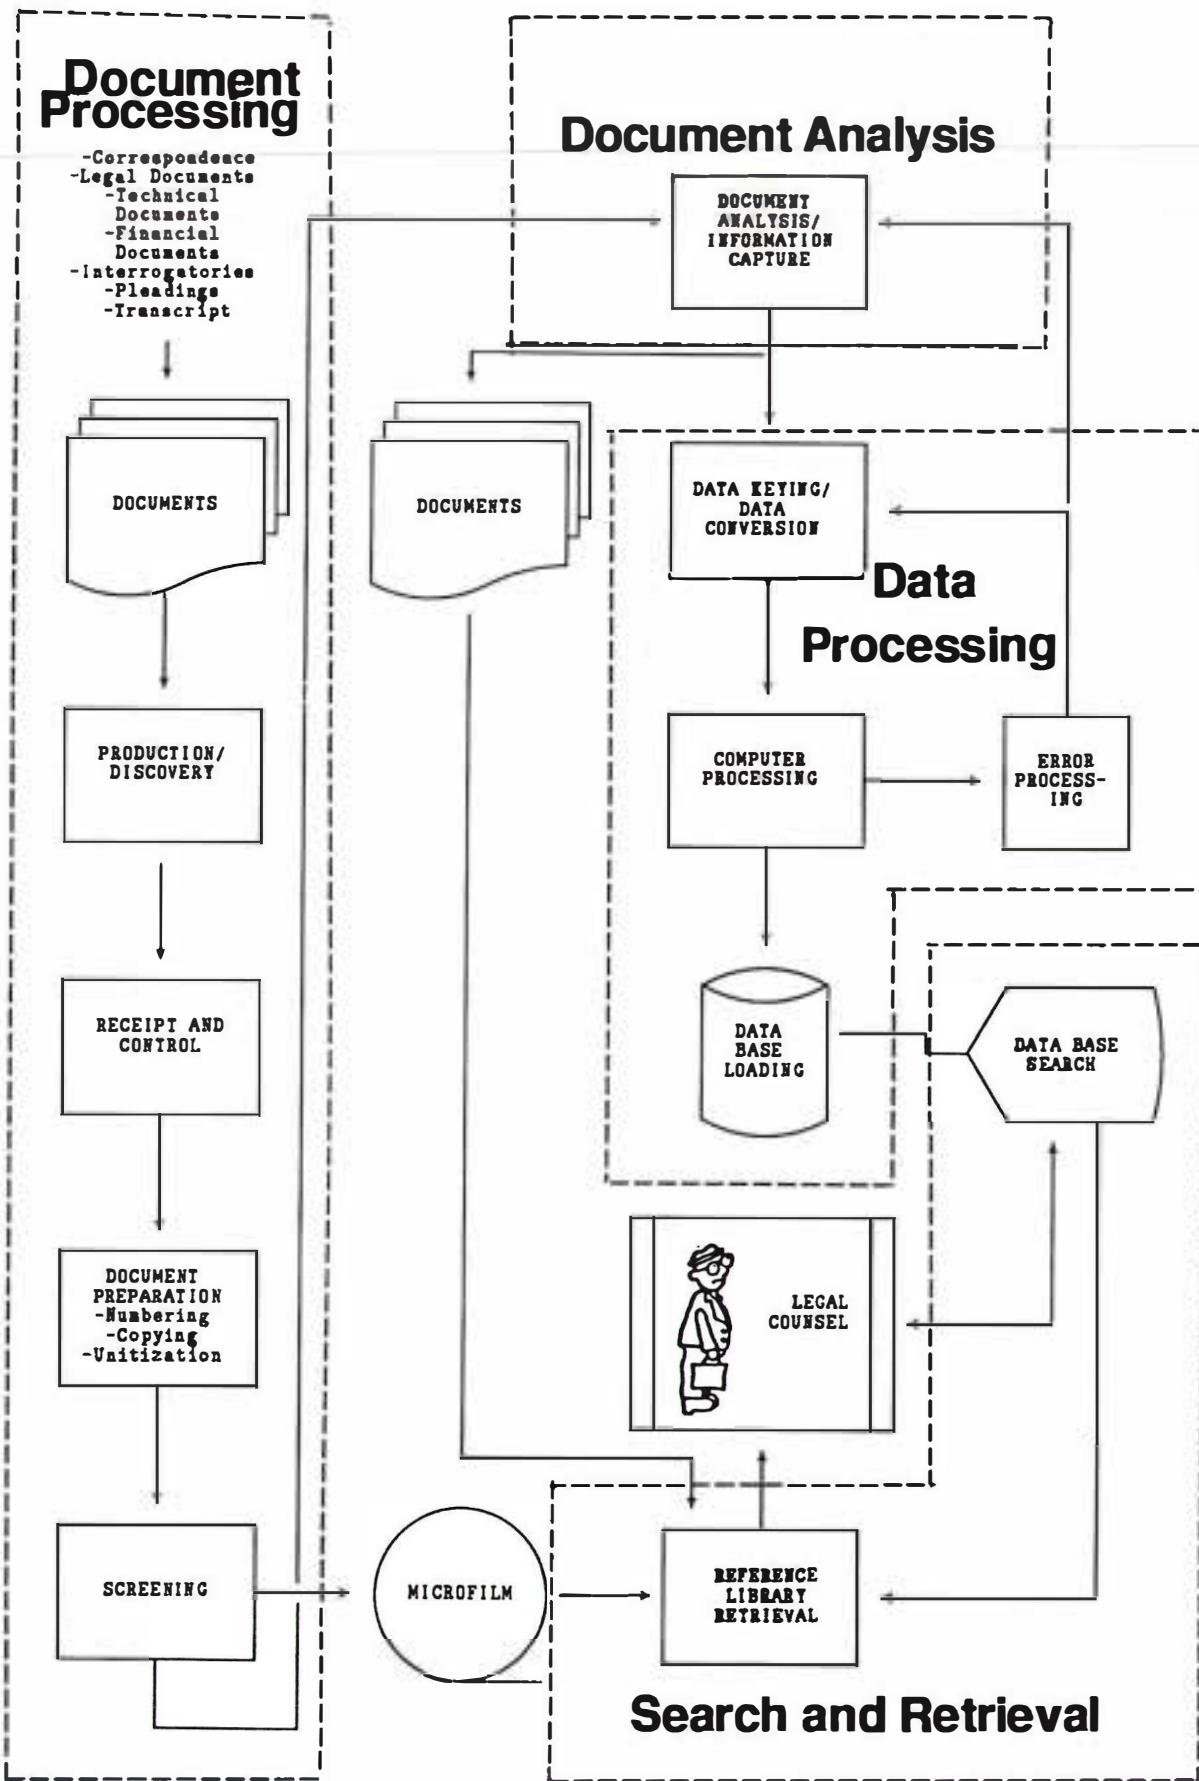 Document
Processing
-Correspondence
-Legal Documents
-Technical
Documents
-Financial
Documents
-Interrogatories
-Pleadings
-Transcript
DOCUMENTS
PRODUCTION/
DISCOVERY
RECEIPT AND
CONTROL
DOCUMENT
PREPARATION
-Numbering
-Copying
-Unitization
SCREENING
MICROFILM
Document Analysis
DOCUMENT
ANALYSIS/
INFORMATION
CAPTURE
DOCUMENTS
DATA KEYING/
DATA
CONVERSION
Data
Processing
COMPUTER
PROCESSING
ERROR
PROCESS-
ING
DATA
BASE
LOADING
DATA BASE
SEARCH
LEGAL
COUNSEL
REFERENCE
LIBRARY
RETRIEVAL
Search and Retrieval